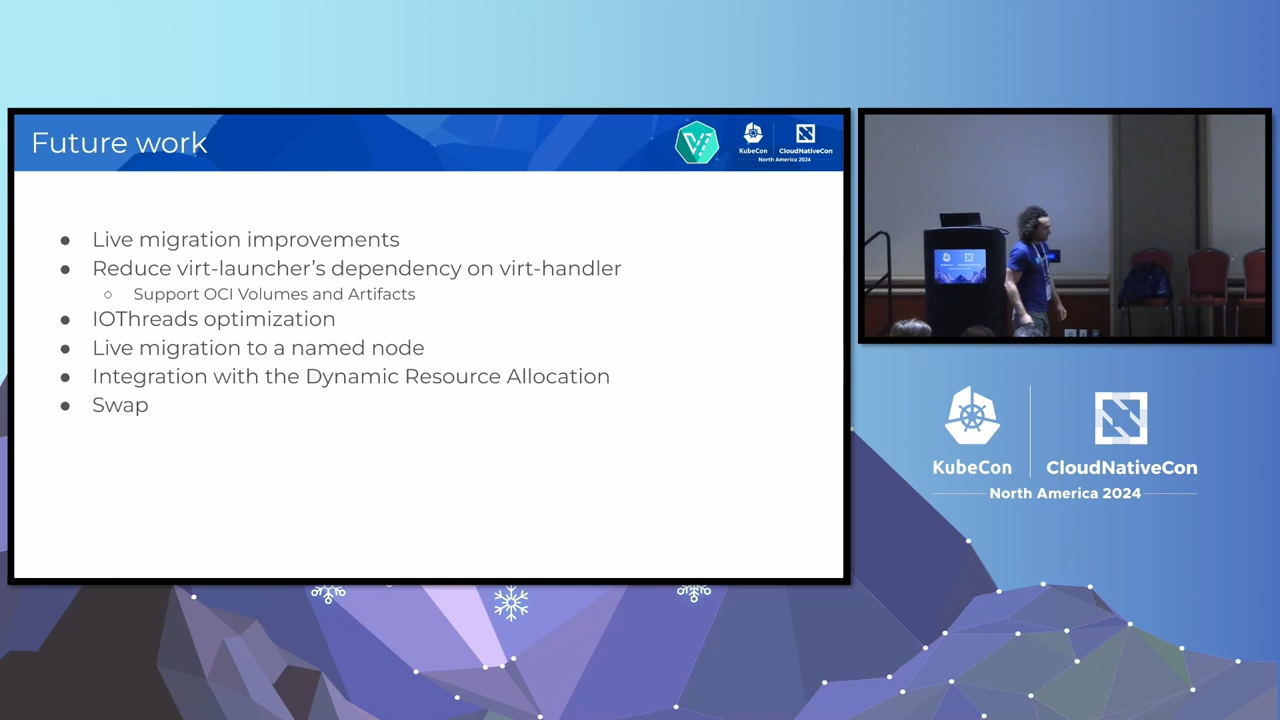 Future work
KubeCon
CloudNativeCon
North America 2024
Live migration improvements
Reduce virt-launcher's dependency on virt-handler
Support OCI Volumes and Artifacts
IOThreads optimization
Live migration to a named node
Integration with the Dynamic Resource Allocation
Swap
KubeCon
CloudNativeCon
North America 2024